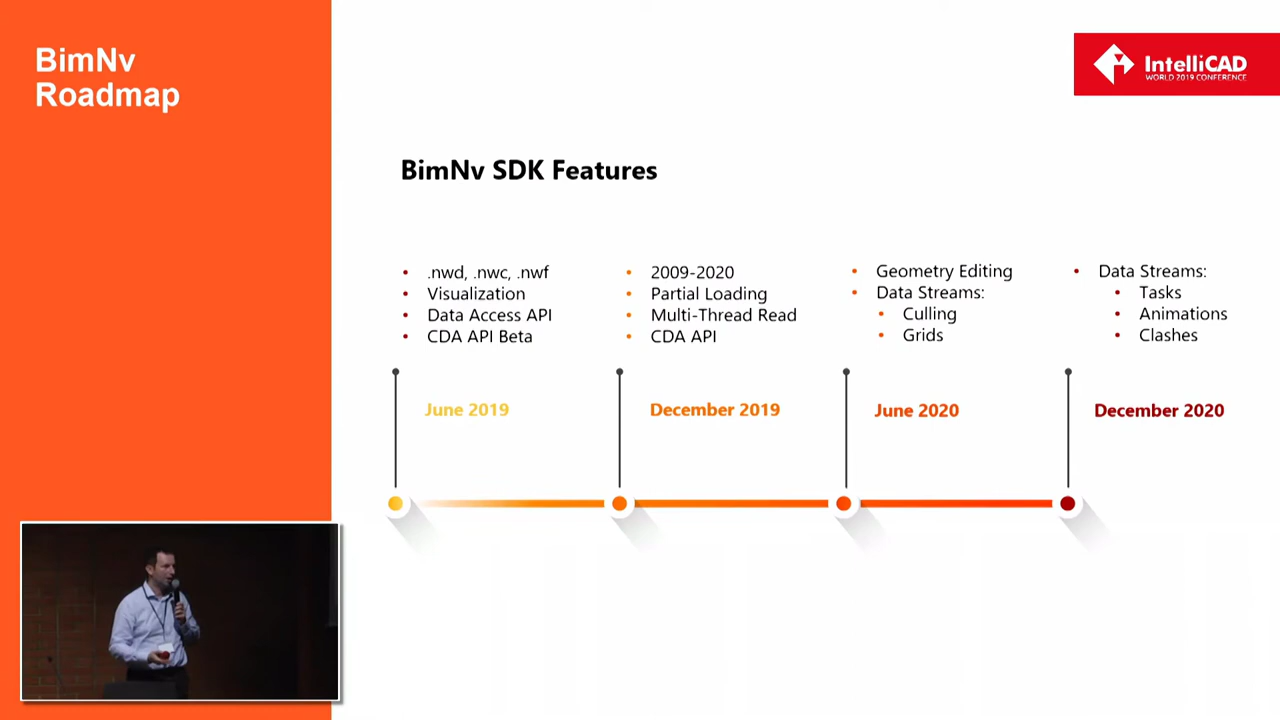 BimNv
Roadmap
IntelliCAD
WORLD 2019 CONFERENCE
BimNv SDK Features
• .nwd, .nwc, .nwf
• Visualization
• Data Access API
• CDA API Beta
June 2019
• 2009-2020
• Partial Loading
• Multi-Thread Read
• CDA API
December 2019
• Geometry Editing
• Data Streams:
• Culling
• Grids
June 2020
• Data Streams:
• Tasks
• Animations
• Clashes
December 2020